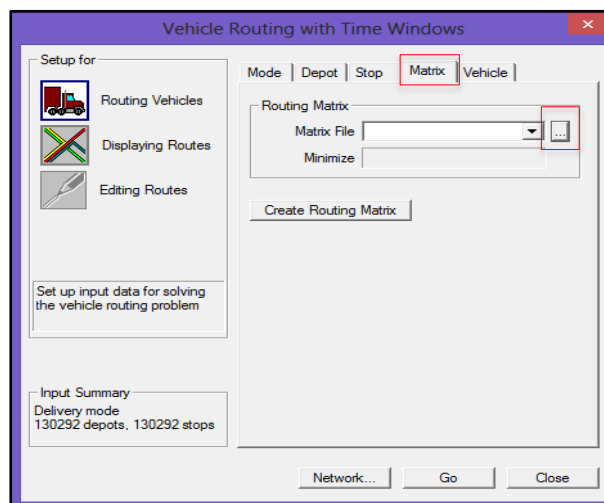 Vehicle Routing with Time Windows
×
Setup for
Routing Vehicles
Displaying Routes
Editing Routes
Set up input data for solving
the vehicle routing problem
Input Summary
Delivery mode
130292 depots, 130292 stops
Mode Depot Stop Matrix Vehicle
Routing Matrix
Matrix File
...
Minimize
Create Routing Matrix
Network... Go Close